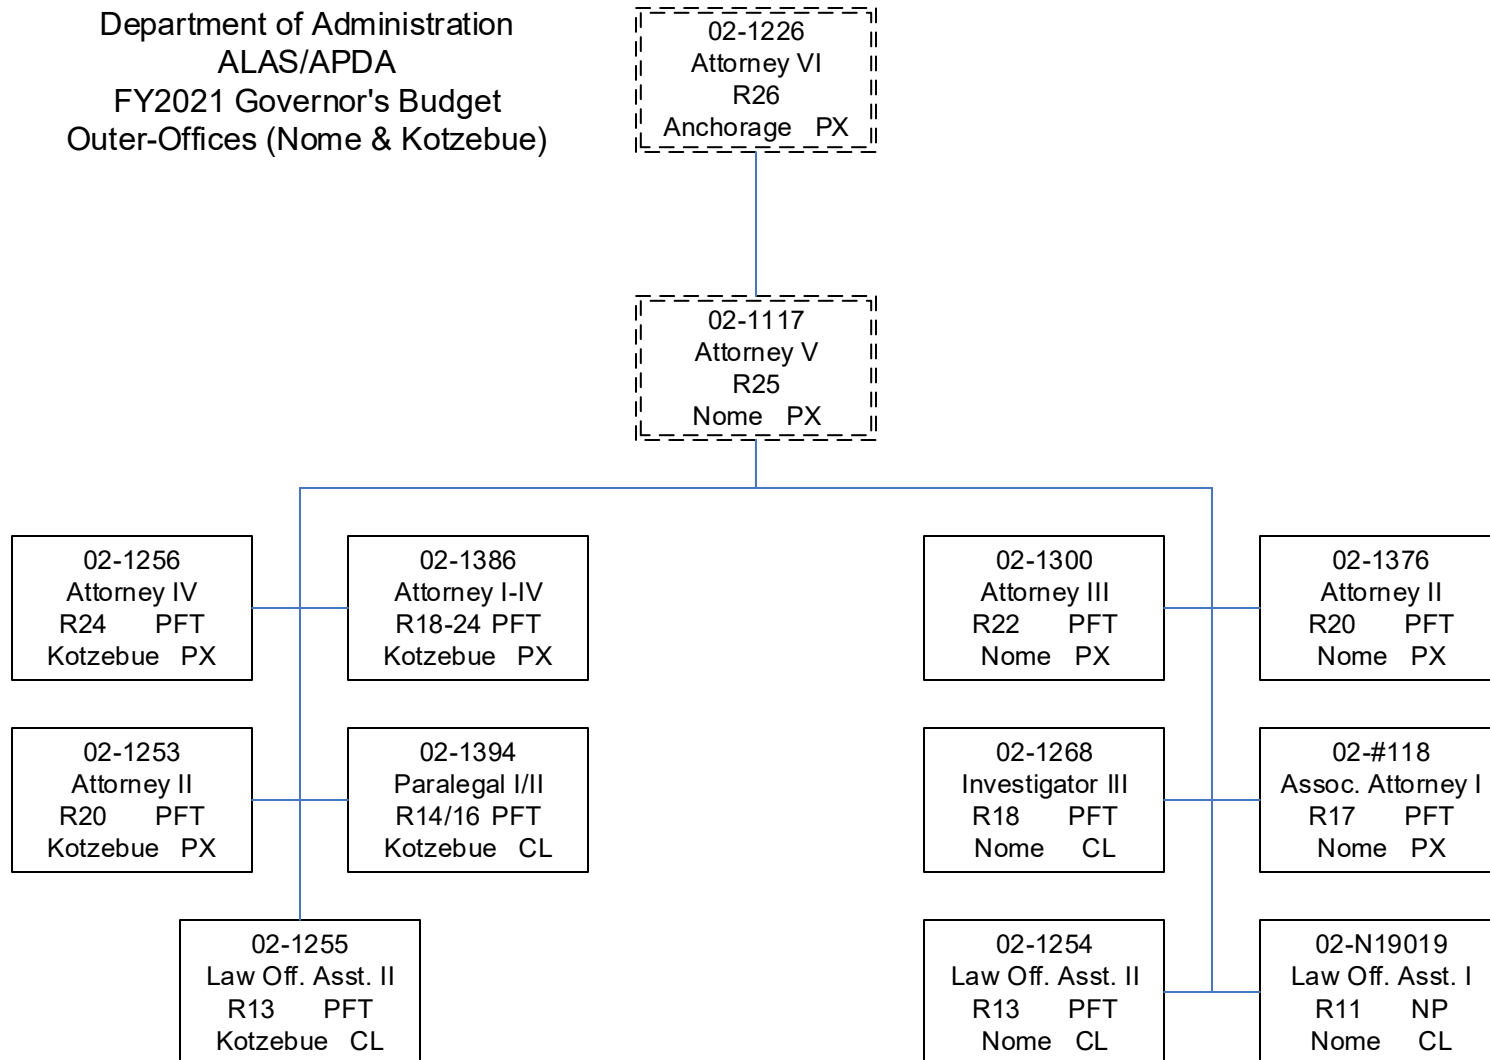 Department of Administration
ALAS/APDA
FY2021 Governor's Budget
Outer-Offices (Nome & Kotzebue)
02-1226
Attorney VI
R26
Anchorage PX
02-1117
Attorney V
R25
Nome PX
02-1256
Attorney IV
R24 PFT
Kotzebue PX
02-1386
Attorney I-IV
R18-24 PFT
Kotzebue PX
02-1300
Attorney III
R22 PFT
Nome PX
02-1376
Attorney II
R20 PFT
Nome PX
02-1253
Attorney II
R20 PFT
Kotzebue PX
02-1394
Paralegal I/II
R14/16 PFT
Kotzebue CL
02-1268
Investigator III
R18 PFT
Nome CL
02-#118
Assoc. Attorney I
R17 PFT
Nome PX
02-1255
Law Off. Asst. II
R13 PFT
Kotzebue CL
02-1254
Law Off. Asst. II
R13 PFT
Nome CL
02-N19019
Law Off. Asst. I
R11 NP
Nome CL